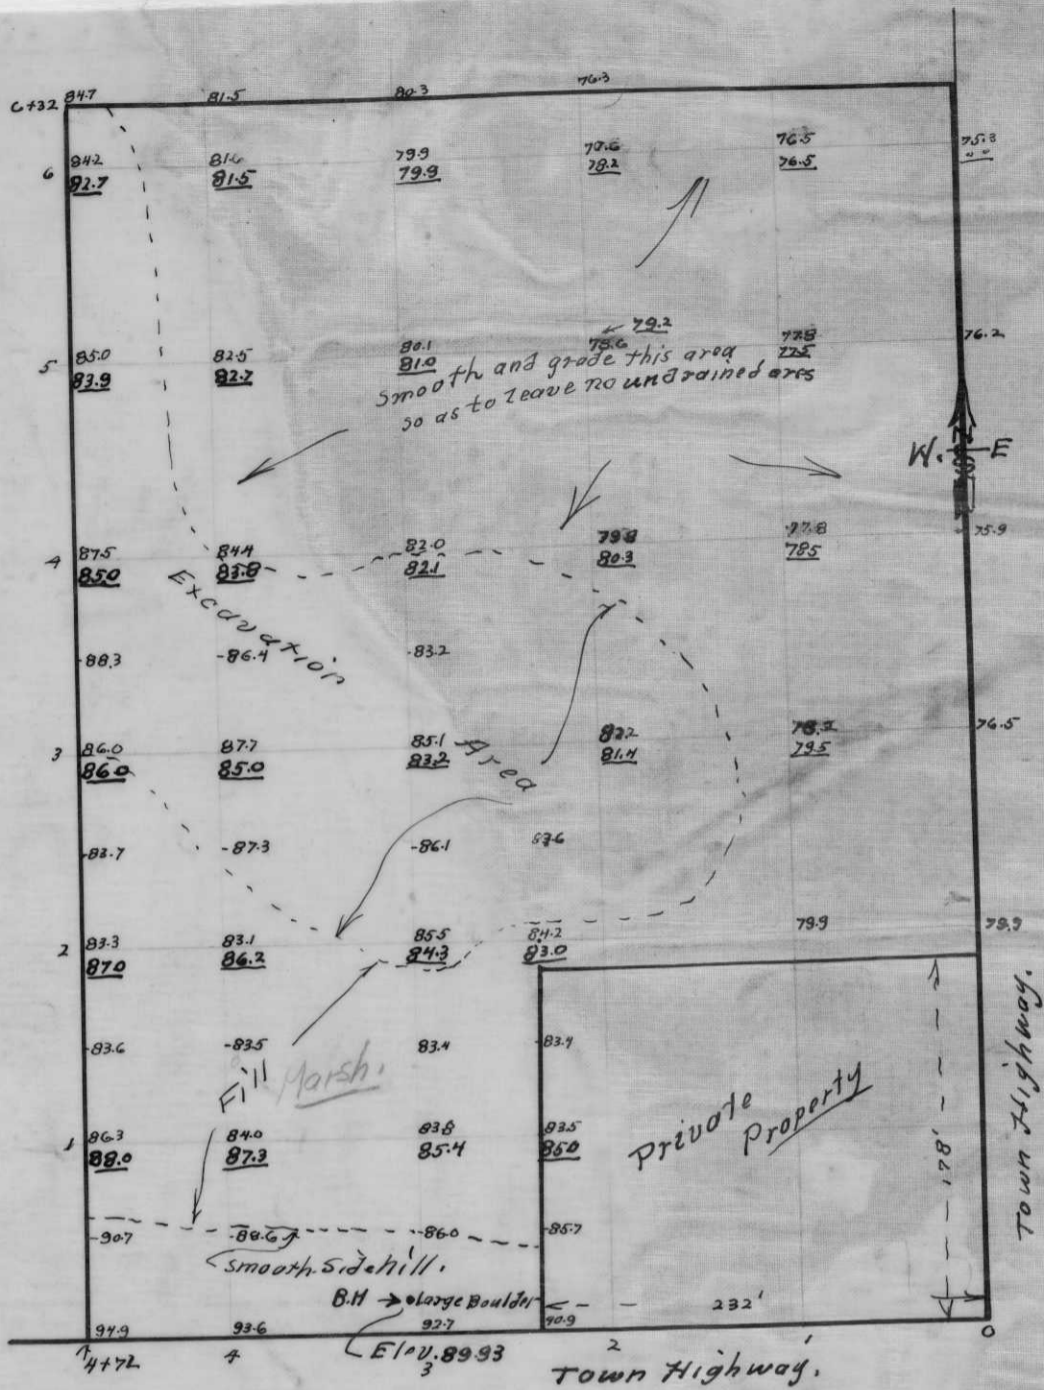 6+32 84.7 81.5 80.3 76.3
84.2 81.6 79.9 77.6 76.5 75.3
6 82.7 81.5 79.9 78.2 76.5
79.2
85.0 82.5 80.1 78.6 77.8 76.2
5 83.9 82.7 81.0 77.5
Smooth and grade this area
so as to leave no undrained ares
W. E
87.5 84.4 82.0 79.8 77.8 75.9
4 85.0 83.8 82.1 80.3 78.5
Excavation
88.3 -86.4 -83.2
86.0 87.7 85.1 82.2 78.7 76.5
3 86.0 85.0 83.2 81.4 79.5
Area
-83.7 -87.3 -86.1 87.6
83.3 83.1 85.5 84.2 79.9 79.9
2 87.0 86.2 84.3 83.0
-83.6 -83.5 83.4 83.4
Fill Marsh.
86.3 84.0 83.8 83.5
1 88.0 87.3 85.4 85.0
Private
Property
178'
Town Highway.
-90.7 -88.6 -86.0 -85.7
Smooth Sidehill.
B.M Large Boulder 232'
94.9 93.6 92.7 90.9
4+72 4 3 2 1 0
Elev. 89.93
Town Highway.